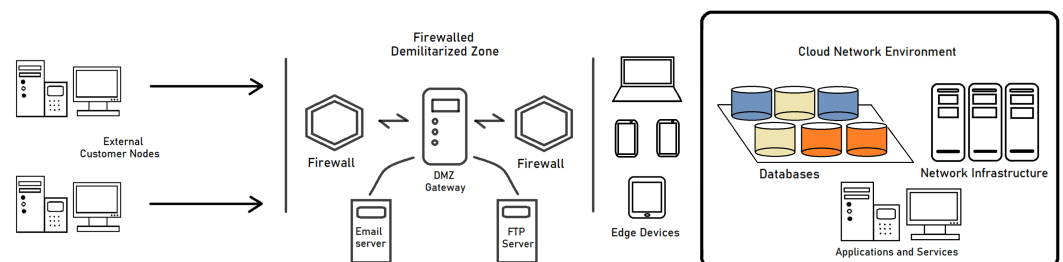 Firewalled
Demilitarized Zone
Cloud Network Environment
External
Customer Nodes
Firewall
DMZ
Gateway
Firewall
Email
server
FTP
Server
Edge Devices
Databases
Network Infrastructure
Applications and Services